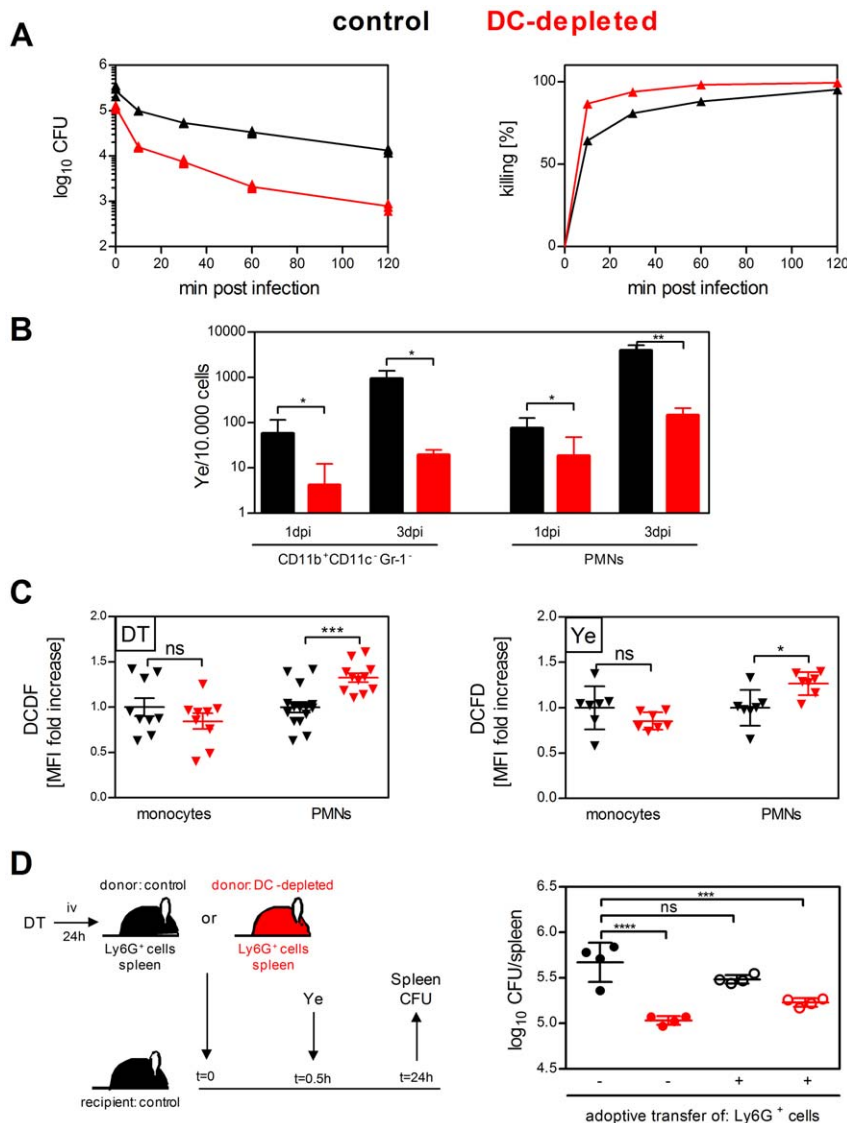 control DC-depleted
A
log10 CFU
6
5
4
3
2
0 20 40 60 80 100 120
min post infection
killing [%]
100
50
0
0 20 40 60 80 100 120
min post infection
B
Ye/10.000 cells
10000
1000
100
10
1
* * * **
1dpi 3dpi 1dpi 3dpi
CD11b+CD11c-Gr-1- PMNs
C
DCDF
[MFI fold increase]
2.0
1.5
1.0
0.5
0.0
DT
ns ***
monocytes PMNs
DCFD
[MFI fold increase]
2.0
1.5
1.0
0.5
0.0
Ye
ns *
monocytes PMNs
D
donor: control donor: DC-depleted
DT iv
24h
or
Ly6G+ cells
spleen
Ly6G+ cells
spleen
Ye
Spleen
CFU
t=0 t=0.5h t=24h
recipient: control
log10 CFU/spleen
6.5
6.0
5.5
5.0
4.5
***
ns
****
- - + +
adoptive transfer of: Ly6G+ cells